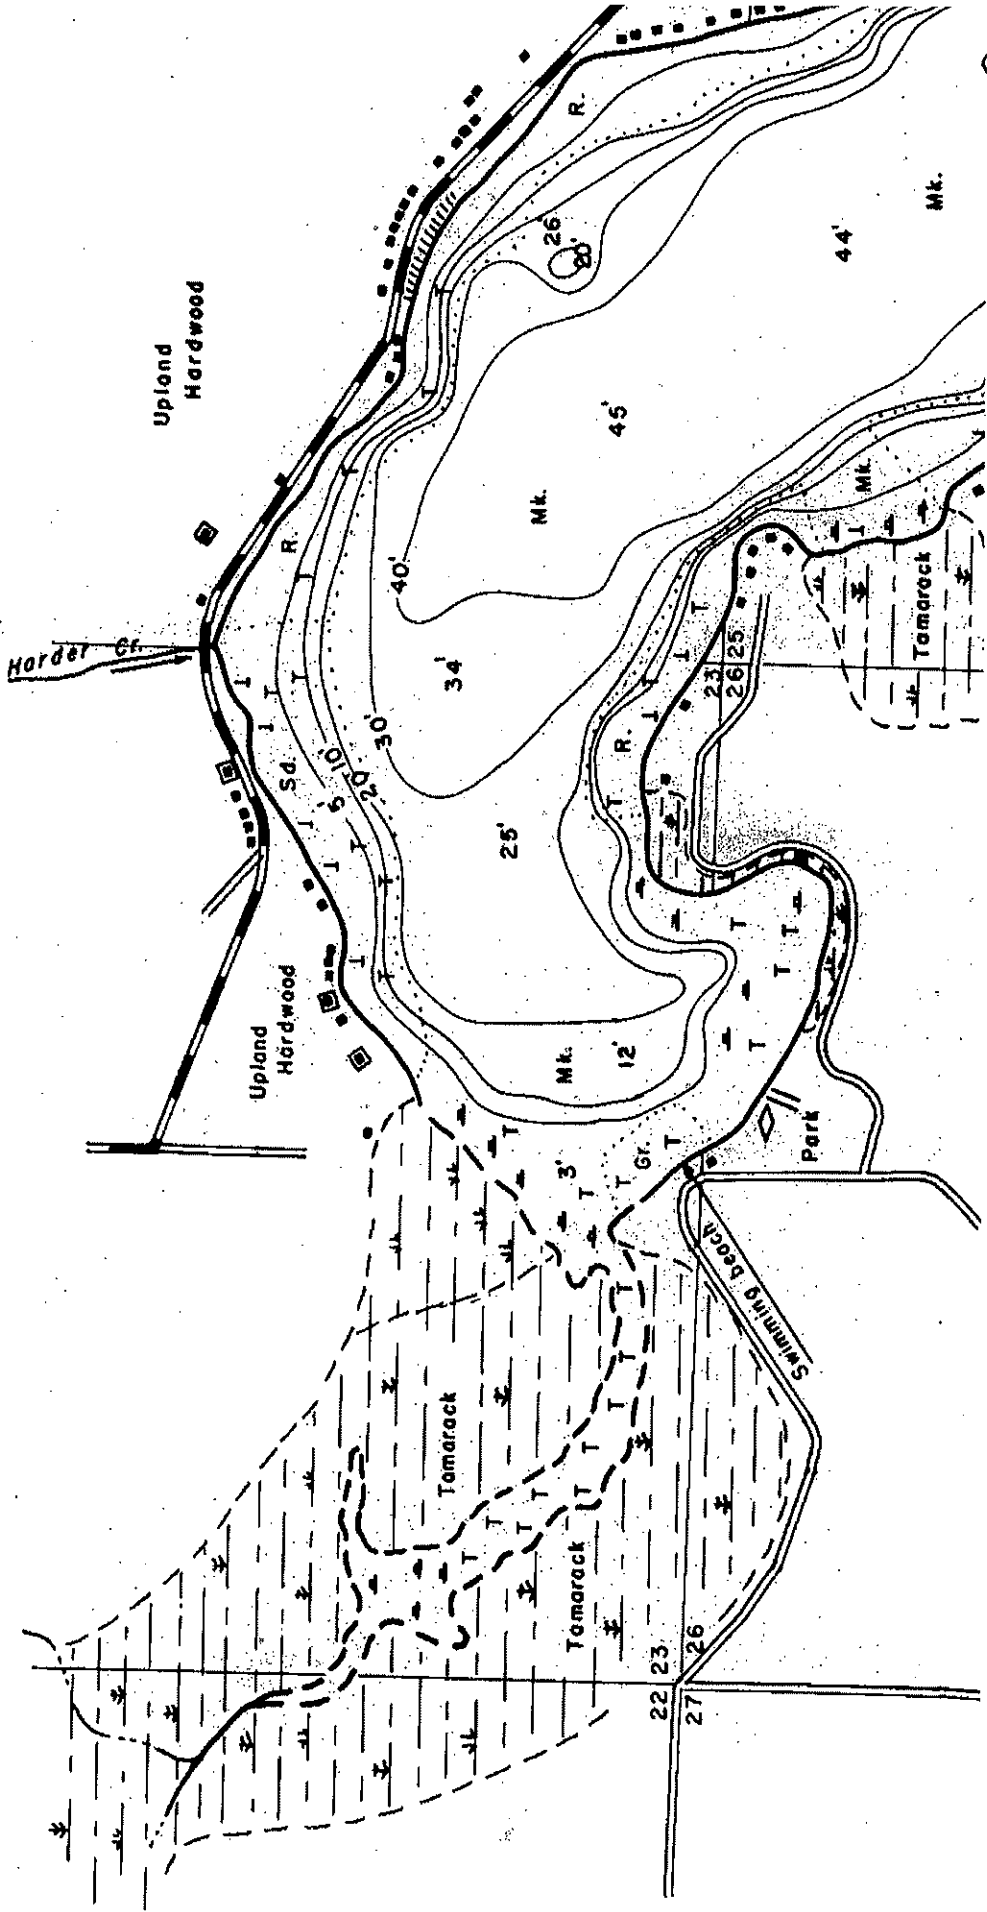 Harder Cr.
Upland
Hardwood
R.
R.
26'
20'
Mk.
44'
45'
Mk.
40'
34'
30'
Sd.
5'
10'
20'
25'
Upland
Hardwood
Mk.
12'
R.
T
23 25
26
Mk.
Tamarack
3'
Gr.
Park
Swimming beach
Tamarack
Tamarack
22 23
27 26